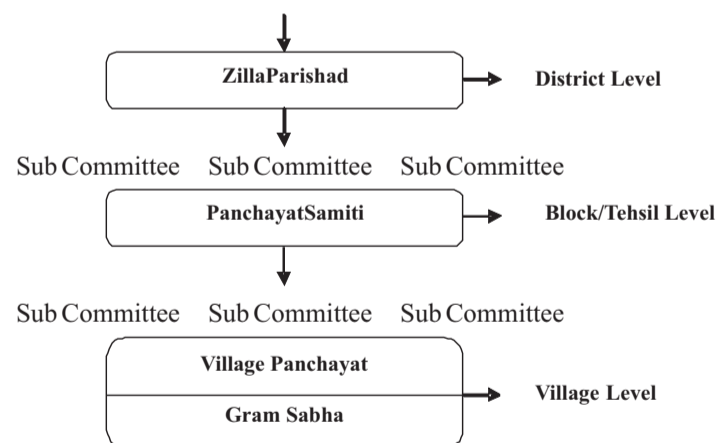 ZillaParishad District Level
Sub Committee Sub Committee Sub Committee
PanchayatSamiti Block/Tehsil Level
Sub Committee Sub Committee Sub Committee
Village Panchayat
Village Level
Gram Sabha